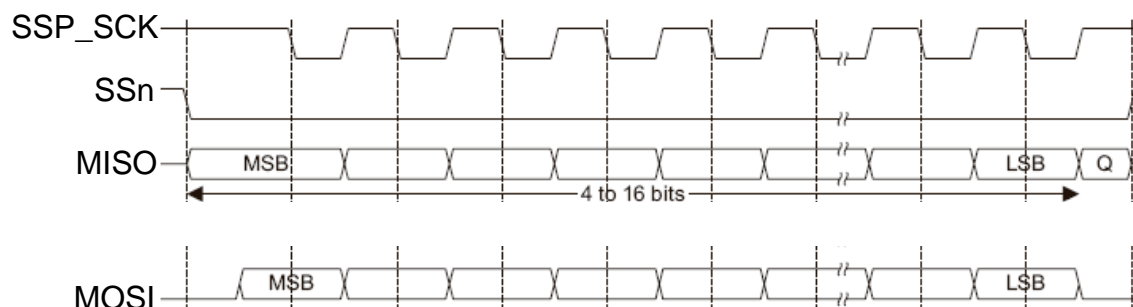 SSP_SCK
SSn
MISO MSB LSB Q
4 to 16 bits
MOSI MSB LSB